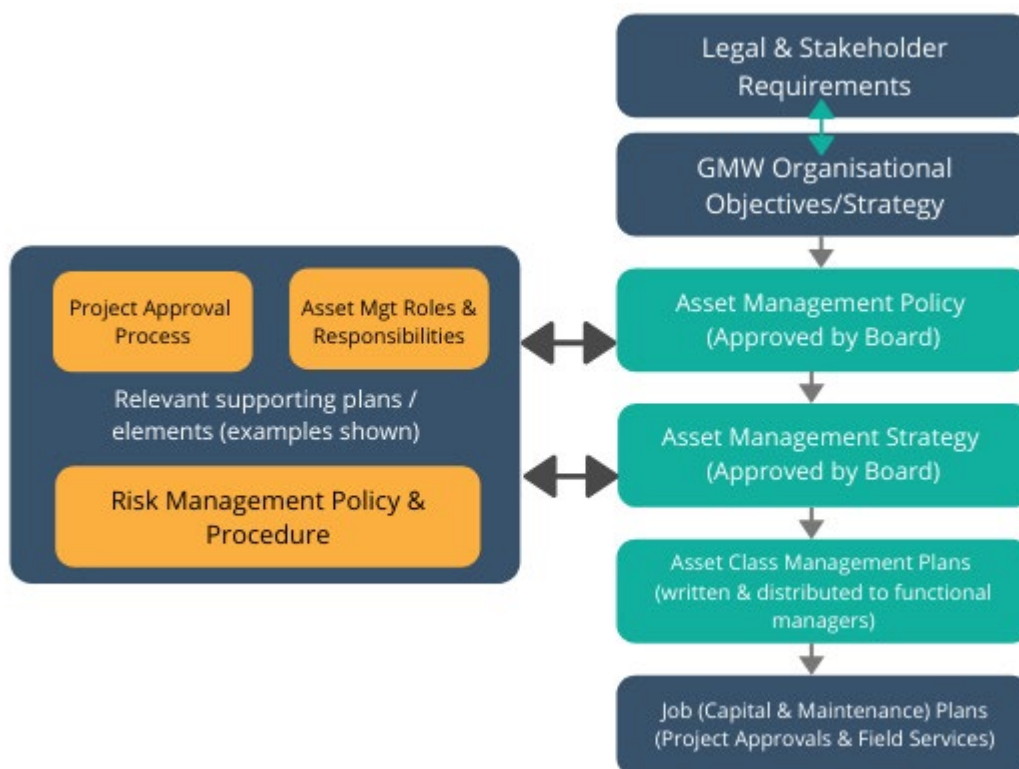 Legal & Stakeholder
Requirements
GMW Organisational
Objectives/Strategy
Project Approval
Process
Asset Mgt Roles &
Responsibilities
Relevant supporting plans /
elements (examples shown)
Risk Management Policy &
Procedure
Asset Management Policy
(Approved by Board)
Asset Management Strategy
(Approved by Board)
Asset Class Management Plans
(written & distributed to functional
managers)
Job (Capital & Maintenance) Plans
(Project Approvals & Field Services)